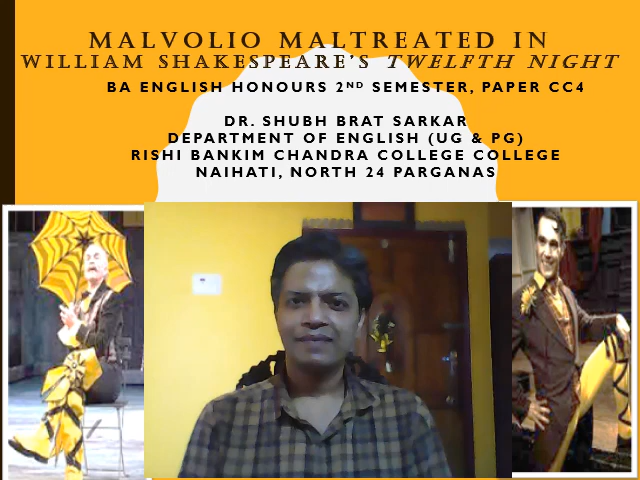 MALVOLIO MALTREATED IN
WILLIAM SHAKESPEARE'S TWELFTH NIGHT
BA ENGLISH HONOURS 2ND SEMESTER, PAPER CC4
DR. SHUBH BRAT SARKAR
DEPARTMENT OF ENGLISH (UG & PG)
RISHI BANKIM CHANDRA COLLEGE COLLEGE
NAIHATI, NORTH 24 PARGANAS